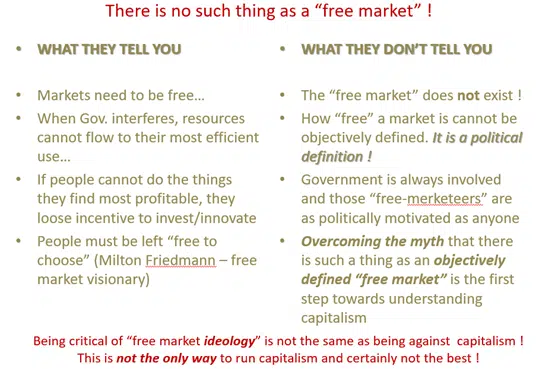 There is no such thing as a “free market” !
• WHAT THEY TELL YOU
• Markets need to be free…
• When Gov. interferes, resources
cannot flow to their most efficient
use…
• If people cannot do the things
they find most profitable, they
loose incentive to invest/innovate
• People must be left “free to
choose” (Milton Friedmann – free
market visionary)
• WHAT THEY DON’T TELL YOU
• The “free market” does not exist !
• How “free” a market is cannot be
objectively defined. It is a political
definition !
• Government is always involved
and those “free-merketeers” are
as politically motivated as anyone
• Overcoming the myth that there
is such a thing as an objectively
defined “free market” is the first
step towards understanding
capitalism
Being critical of “free market ideology” is not the same as being against capitalism !
This is not the only way to run capitalism and certainly not the best !